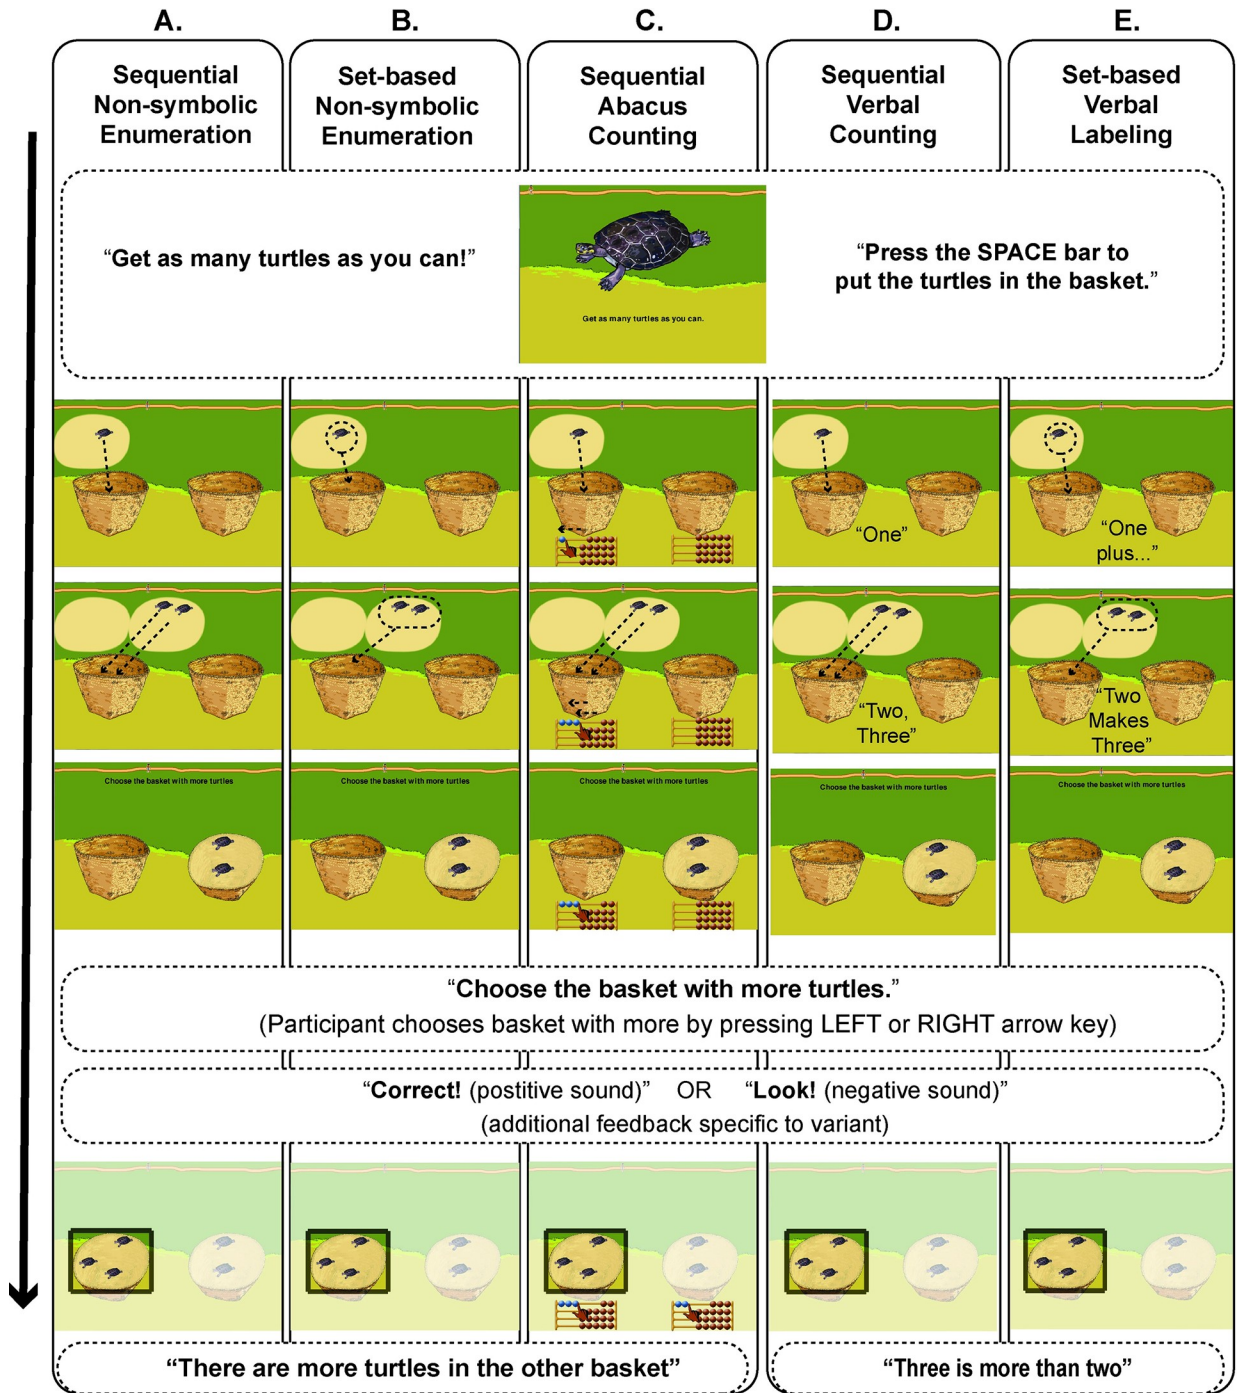 A.
B.
C.
D.
E.
Sequential
Non-symbolic
Enumeration
Set-based
Non-symbolic
Enumeration
Sequential
Abacus
Counting
Sequential
Verbal
Counting
Set-based
Verbal
Labeling
“Get as many turtles as you can!”
Get as many turtles as you can.
“Press the SPACE bar to
put the turtles in the basket.”
“One”
“One
plus...”
“Two,
Three”
“Two
Makes
Three”
Choose the basket with more turtles
Choose the basket with more turtles
Choose the basket with more turtles
Choose the basket with more turtles
Choose the basket with more turtles
“Choose the basket with more turtles.”
(Participant chooses basket with more by pressing LEFT or RIGHT arrow key)
“Correct! (postitive sound)” OR “Look! (negative sound)”
(additional feedback specific to variant)
“There are more turtles in the other basket”
“Three is more than two”